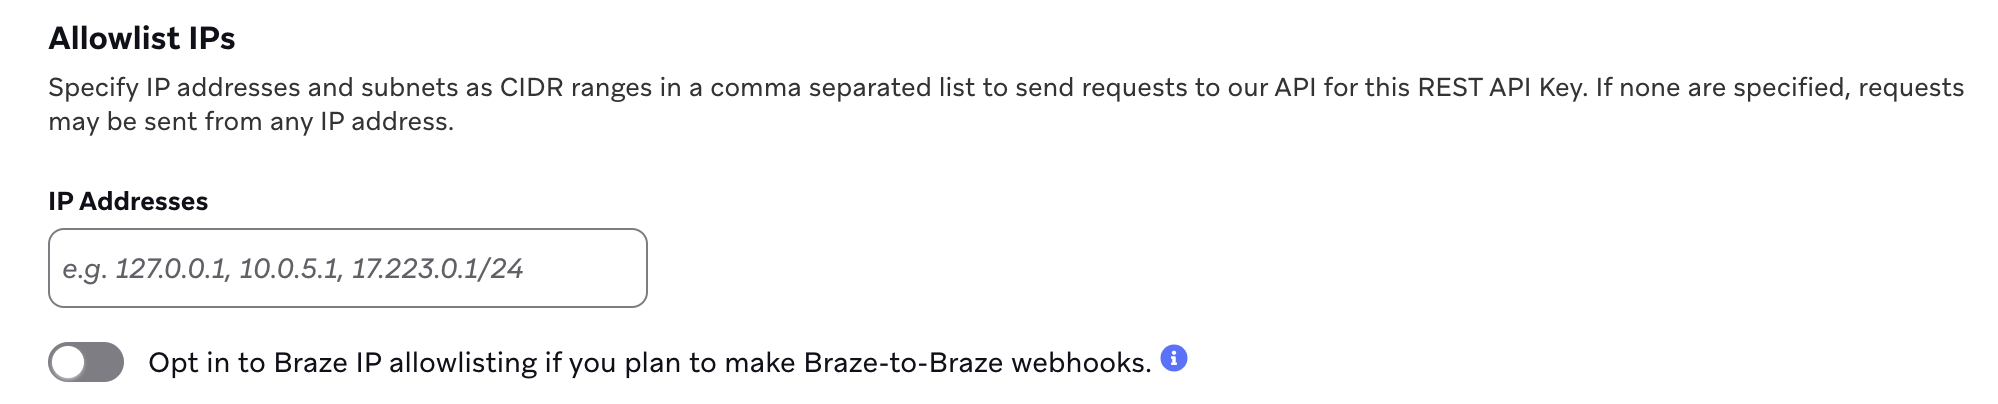 Allowlist IPs
Specify IP addresses and subnets as CIDR ranges in a comma separated list to send requests to our API for this REST API Key. If none are specified, requests
may be sent from any IP address.
IP Addresses
e.g. 127.0.0.1, 10.0.5.1, 17.223.0.1/24
Opt in to Braze IP allowlisting if you plan to make Braze-to-Braze webhooks.